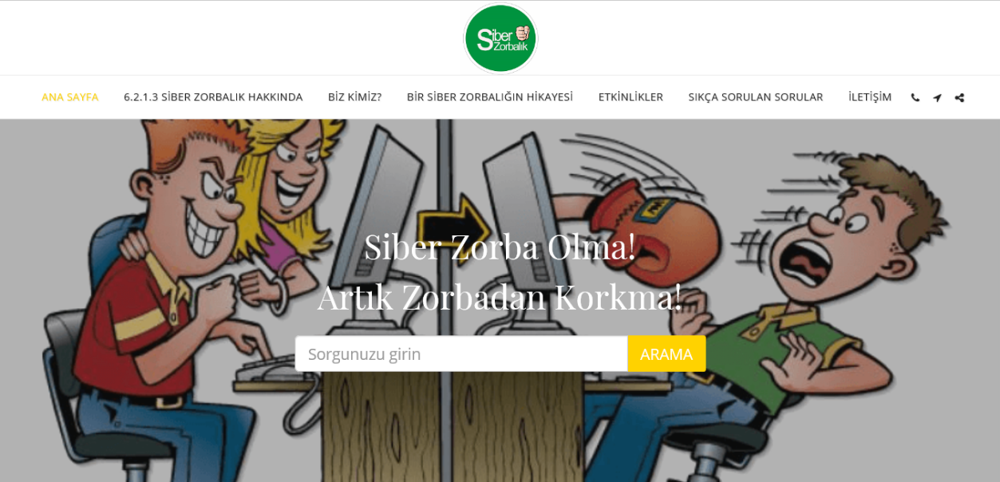 Siber
Zorbalık
ANA SAYFA 6.2.1.3 SİBER ZORBALIK HAKKINDA BİZ KİMİZ? BİR SİBER ZORBALIĞIN HİKAYESİ ETKİNLİKLER SIKÇA SORULAN SORULAR İLETİŞİM
Siber Zorba Olma!
Artık Zorbadan Korkma!
Sorgunuzu girin ARAMA